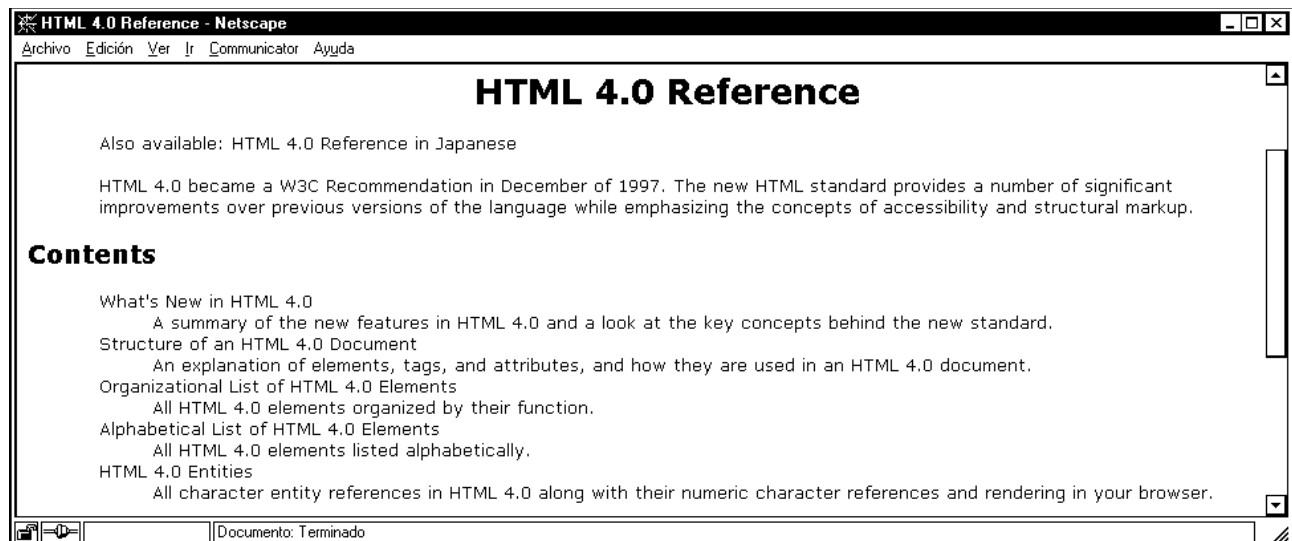 HTML 4.0 Reference - Netscape
Archivo Edición Ver Ir Communicator Ayuda
HTML 4.0 Reference
Also available: HTML 4.0 Reference in Japanese
HTML 4.0 became a W3C Recommendation in December of 1997. The new HTML standard provides a number of significant
improvements over previous versions of the language while emphasizing the concepts of accessibility and structural markup.
Contents
What's New in HTML 4.0
A summary of the new features in HTML 4.0 and a look at the key concepts behind the new standard.
Structure of an HTML 4.0 Document
An explanation of elements, tags, and attributes, and how they are used in an HTML 4.0 document.
Organizational List of HTML 4.0 Elements
All HTML 4.0 elements organized by their function.
Alphabetical List of HTML 4.0 Elements
All HTML 4.0 elements listed alphabetically.
HTML 4.0 Entities
All character entity references in HTML 4.0 along with their numeric character references and rendering in your browser.
Documento: Terminado